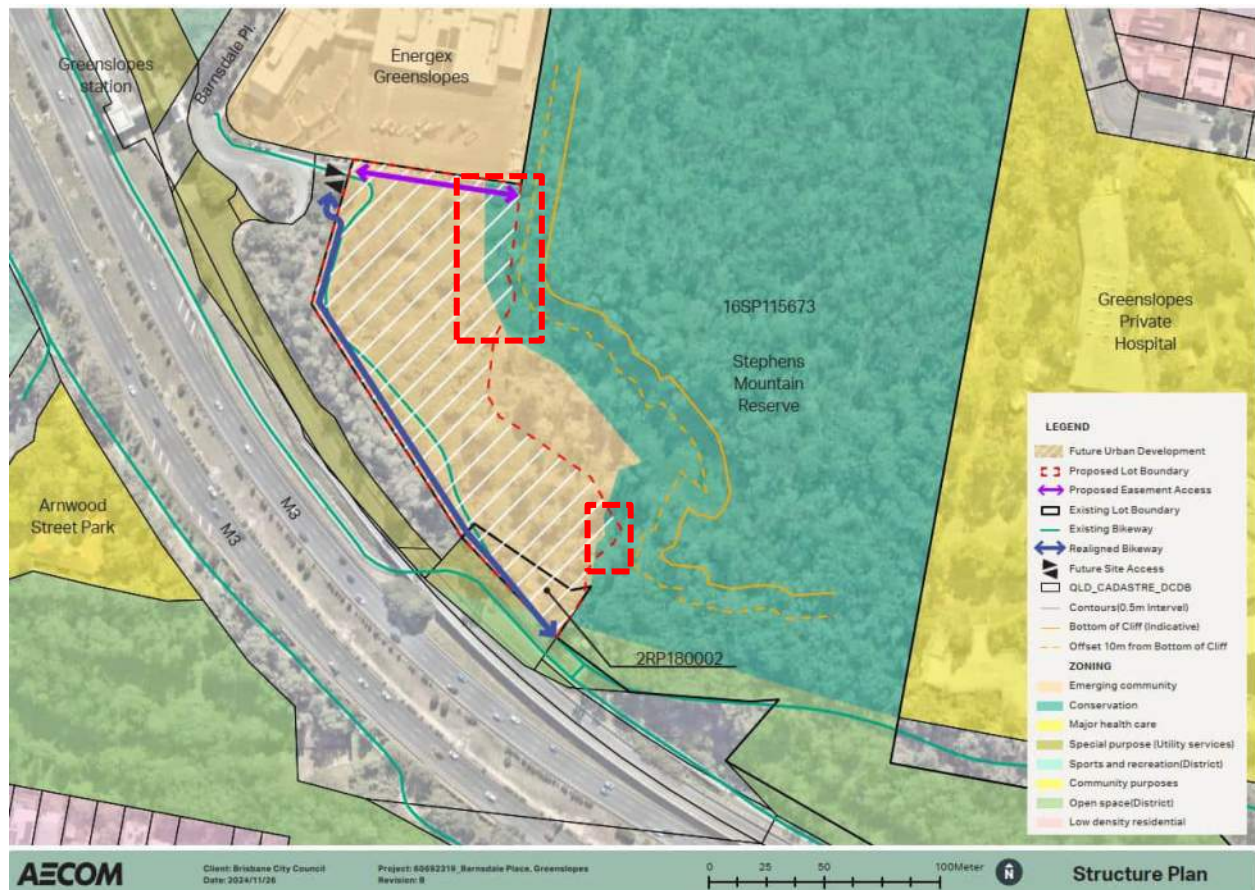 Greenslopes
station
Barnsdale Pl.
Energex
Greenslopes
16SP115673
Stephens
Mountain
Reserve
Greenslopes
Private
Hospital
Arnwood
Street Park
M3
M3
2RP180002
LEGEND
Future Urban Development
Proposed Lot Boundary
Proposed Easement Access
Existing Lot Boundary
Existing Bikeway
Realigned Bikeway
Future Site Access
QLD_CADASTRE_DCDB
Contours(0.5m Intervel)
Bottom of Cliff (Indicative)
Offset 10m from Bottom of Cliff
ZONING
Emerging community
Conservation
Major health care
Special purpose (Utility services)
Sports and recreation(District)
Community purposes
Open space(District)
Low density residential
AECOM
Client: Brisbane City Council
Date: 2024/11/26
Project: 60692319_Barnsdale Place, Greenslopes
Revision: B
0 25 50 100Meter
N
Structure Plan